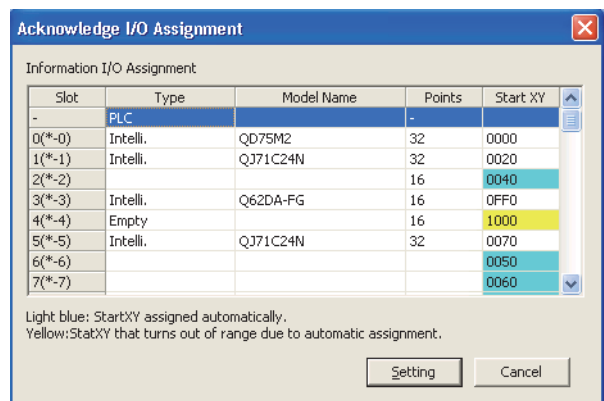 Acknowledge I/O Assignment
Information I/O Assignment
Slot Type Model Name Points Start XY
- PLC -
0(*-0) Intelli. QD75M2 32 0000
1(*-1) Intelli. QJ71C24N 32 0020
2(*-2) 16 0040
3(*-3) Intelli. Q62DA-FG 16 0FF0
4(*-4) Empty 16 1000
5(*-5) Intelli. QJ71C24N 32 0070
6(*-6) 0050
7(*-7) 0060
Light blue: StartXY assigned automatically.
Yellow:StatXY that turns out of range due to automatic assignment.
Setting Cancel